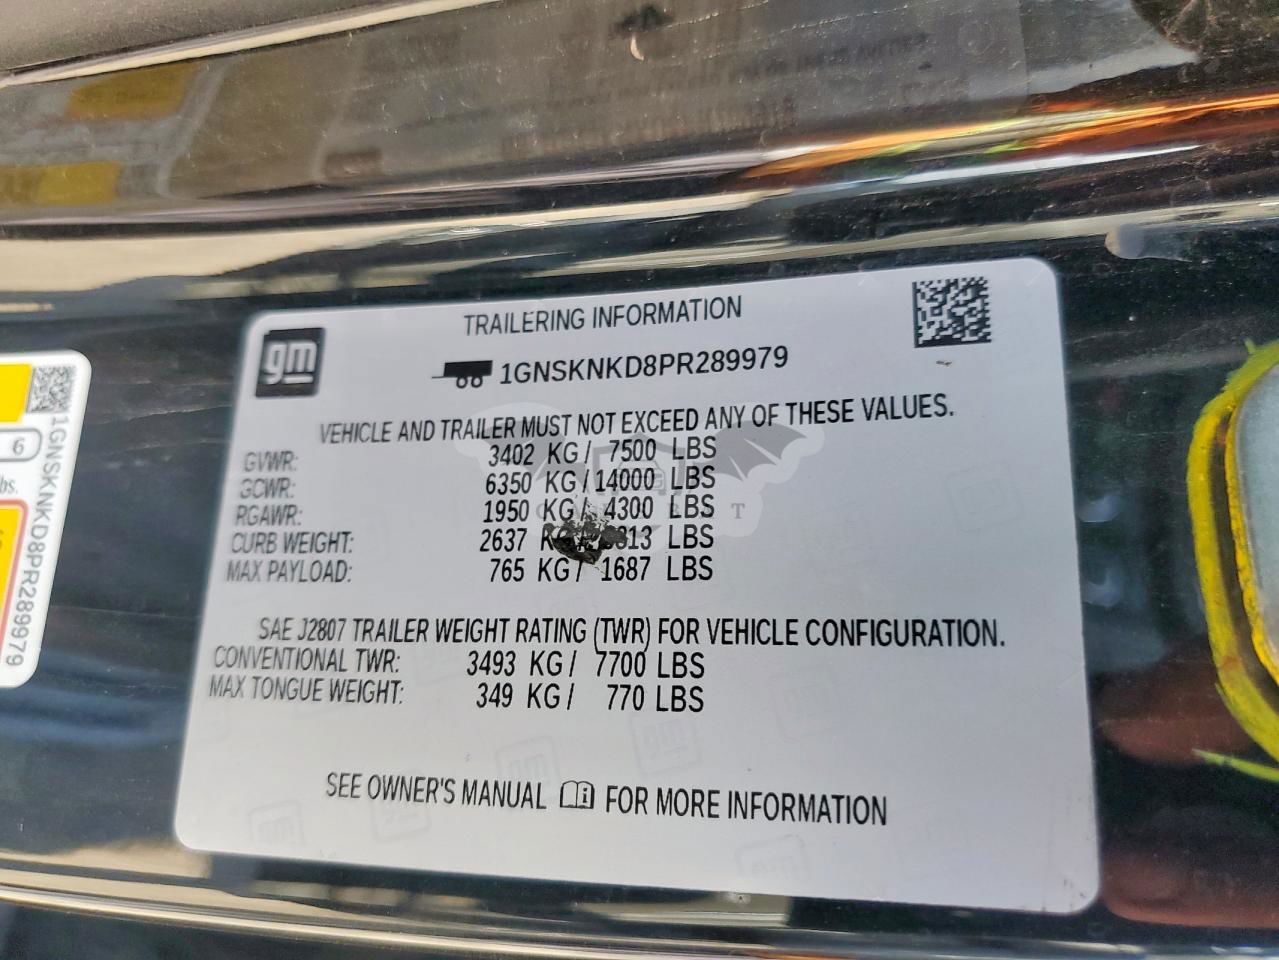 TRAILERING INFORMATION
gm
1GNSKNKD8PR289979
VEHICLE AND TRAILER MUST NOT EXCEED ANY OF THESE VALUES.
GVWR: 3402 KG / 7500 LBS
GCWR: 6350 KG / 14000 LBS
RGAWR: 1950 KG / 4300 LBS
CURB WEIGHT: 2637 LBS
MAX PAYLOAD: 765 KG / 1687 LBS
SAE J2807 TRAILER WEIGHT RATING (TWR) FOR VEHICLE CONFIGURATION.
CONVENTIONAL TWR: 3493 KG / 7700 LBS
MAX TONGUE WEIGHT: 349 KG / 770 LBS
SEE OWNER'S MANUAL FOR MORE INFORMATION
1GNSKNKD8PR289979
6